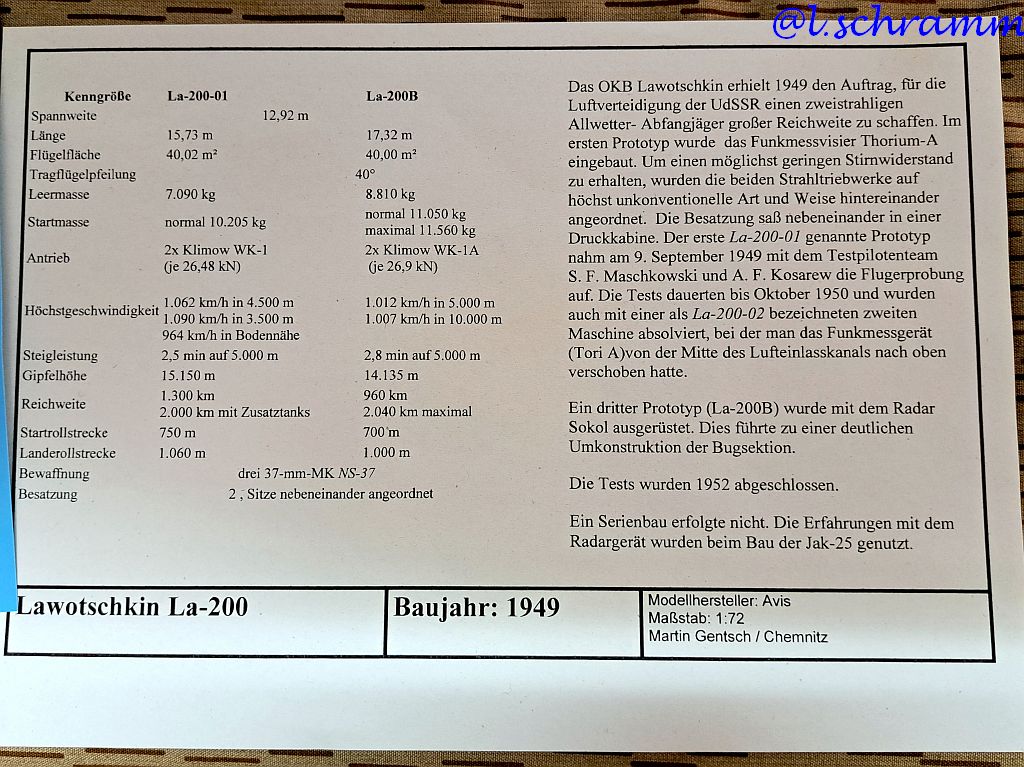 @l.schramm
Kenngröße La-200-01 La-200B
Spannweite 12,92 m
Länge 15,73 m 17,32 m
Flügelfläche 40,02 m² 40,00 m²
Tragflügelpfeilung 40°
Leermasse 7.090 kg 8.810 kg
Startmasse normal 10.205 kg normal 11.050 kg
maximal 11.560 kg
Antrieb 2x Klimow WK-1 2x Klimow WK-1A
(je 26,48 kN) (je 26,9 kN)
Höchstgeschwindigkeit 1.062 km/h in 4.500 m 1.012 km/h in 5.000 m
1.090 km/h in 3.500 m 1.007 km/h in 10.000 m
964 km/h in Bodennähe
Steigleistung 2,5 min auf 5.000 m 2,8 min auf 5.000 m
Gipfelhöhe 15.150 m 14.135 m
Reichweite 1.300 km 960 km
2.000 km mit Zusatztanks 2.040 km maximal
Startrollstrecke 750 m 700 m
Landerollstrecke 1.060 m 1.000 m
Bewaffnung drei 37-mm-MK NS-37
Besatzung 2 , Sitze nebeneinander angeordnet
Das OKB Lawotschkin erhielt 1949 den Auftrag, für die
Luftverteidigung der UdSSR einen zweistrahligen
Allwetter- Abfangjäger großer Reichweite zu schaffen. Im
ersten Prototyp wurde das Funkmessvisier Thorium-A
eingebaut. Um einen möglichst geringen Stirnwiderstand
zu erhalten, wurden die beiden Strahltriebwerke auf
höchst unkonventionelle Art und Weise hintereinander
angeordnet. Die Besatzung saß nebeneinander in einer
Druckkabine. Der erste La-200-01 genannte Prototyp
nahm am 9. September 1949 mit dem Testpilotenteam
S. F. Maschkowski und A. F. Kosarew die Flugerprobung
auf. Die Tests dauerten bis Oktober 1950 und wurden
auch mit einer als La-200-02 bezeichneten zweiten
Maschine absolviert, bei der man das Funkmessgerät
(Tori A)von der Mitte des Lufteinlasskanals nach oben
verschoben hatte.
Ein dritter Prototyp (La-200B) wurde mit dem Radar
Sokol ausgerüstet. Dies führte zu einer deutlichen
Umkonstruktion der Bugsektion.
Die Tests wurden 1952 abgeschlossen.
Ein Serienbau erfolgte nicht. Die Erfahrungen mit dem
Radargerät wurden beim Bau der Jak-25 genutzt.
Lawotschkin La-200
Baujahr: 1949
Modellhersteller: Avis
Maßstab: 1:72
Martin Gentsch / Chemnitz